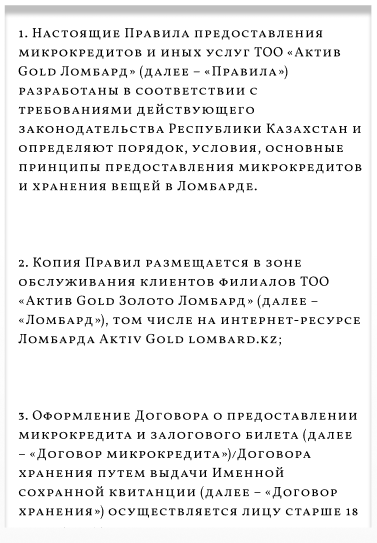 1. Настоящие Правила предоставления
микрокредитов и иных услуг ТОО «Актив
Gold Ломбард» (далее – «Правила»)
разработаны в соответствии с
требованиями действующего
законодательства Республики Казахстан и
определяют порядок, условия, основные
принципы предоставления микрокредитов
и хранения вещей в Ломбарде.
2. Копия Правил размещается в зоне
обслуживания клиентов филиалов ТОО
«Актив Gold Золото Ломбард» (далее –
«Ломбард»), том числе на интернет-ресурсе
Ломбарда Aktiv Gold lombard.kz;
3. Оформление Договора о предоставлении
микрокредита и залогового билета (далее
– «Договор микрокредита»)/Договора
хранения путем выдачи Именной
сохранной квитанции (далее – «Договор
хранения») осуществляется лицу старше 18